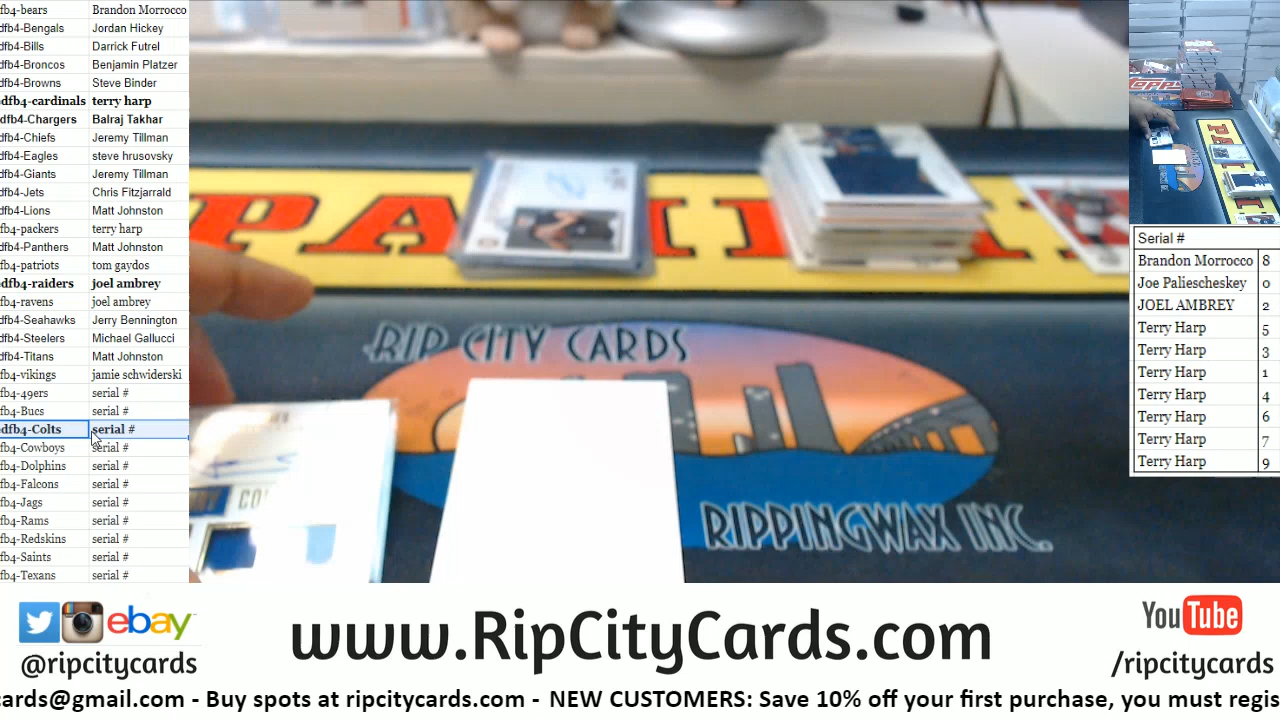 fb4-bears Brandon Morrocco
dfb4-Bengals Jordan Hickey
dfb4-Bills Darrick Futrel
dfb4-Broncos Benjamin Platzer
dfb4-Browns Steve Binder
dfb4-cardinals terry harp
dfb4-Chargers Balraj Takhar
fb4-Chiefs Jeremy Tillman
fb4-Eagles steve hrusovsky
fb4-Giants Jeremy Tillman
dfb4-Jets Chris Fitzjarrald
dfb4-Lions Matt Johnston
fb4-packers terry harp
dfb4-Panthers Matt Johnston
fb4-patriots tom gaydos
dfb4-raiders joel ambrey
fb4-ravens joel ambrey
dfb4-Seahawks Jerry Bennington
dfb4-Steelers Michael Gallucci
dfb4-Titans Matt Johnston
fb4-vikings jamie schwiderski
fb4-49ers serial #
fb4-Bucs serial #
dfb4-Colts serial #
fb4-Cowboys serial #
fb4-Dolphins serial #
fb4-Falcons serial #
fb4-Jags serial #
fb4-Rams serial #
fb4-Redskins serial #
fb4-Saints serial #
fb4-Texans serial #
PANI
RIP CITY CARDS
RIPPINGWAX INC.
Serial #
Brandon Morrocco 8
Joe Paliescheskey 0
JOEL AMBREY 2
Terry Harp 5
Terry Harp 3
Terry Harp 1
Terry Harp 4
Terry Harp 6
Terry Harp 7
Terry Harp 9
ebay
@ripcitycards
www.RipCityCards.com
YouTube
/ripcitycards
cards@gmail.com - Buy spots at ripcitycards.com - NEW CUSTOMERS: Save 10% off your first purchase, you must regis